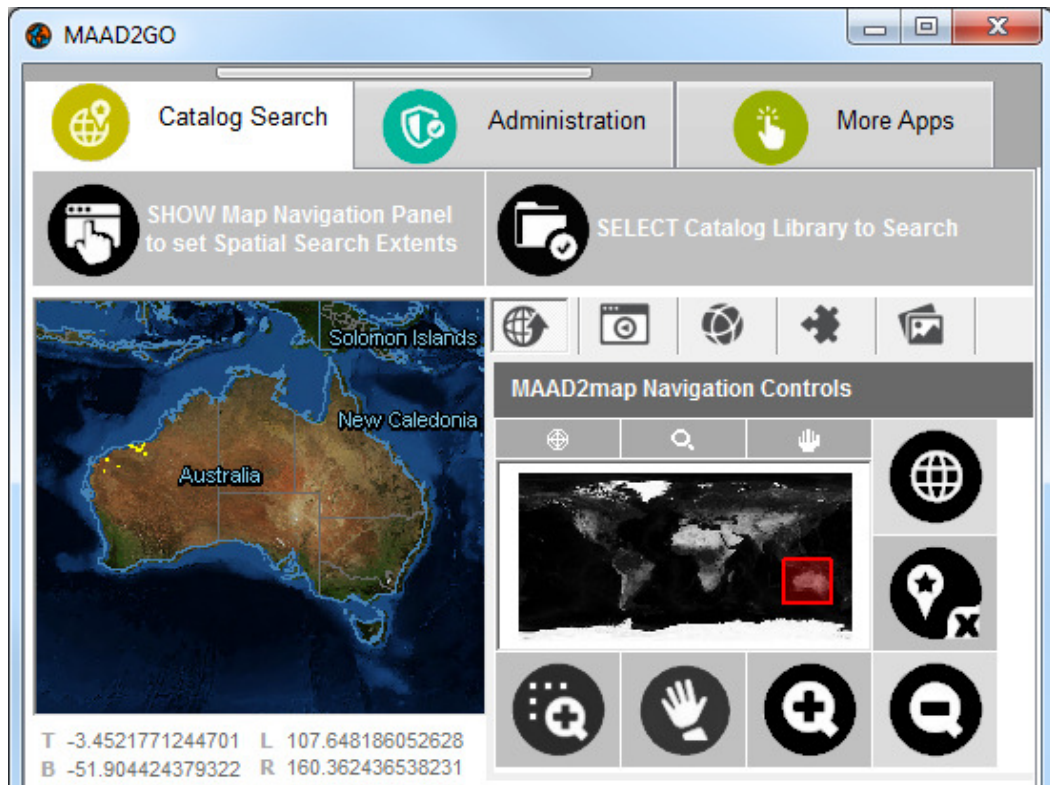 MAAD2GO
Catalog Search
Administration
More Apps
SHOW Map Navigation Panel
to set Spatial Search Extents
SELECT Catalog Library to Search
Solomon Islands
New Caledonia
Australia
MAAD2map Navigation Controls
T -3.4521771244701 L 107.648186052628
B -51.904424379322 R 160.362436538231